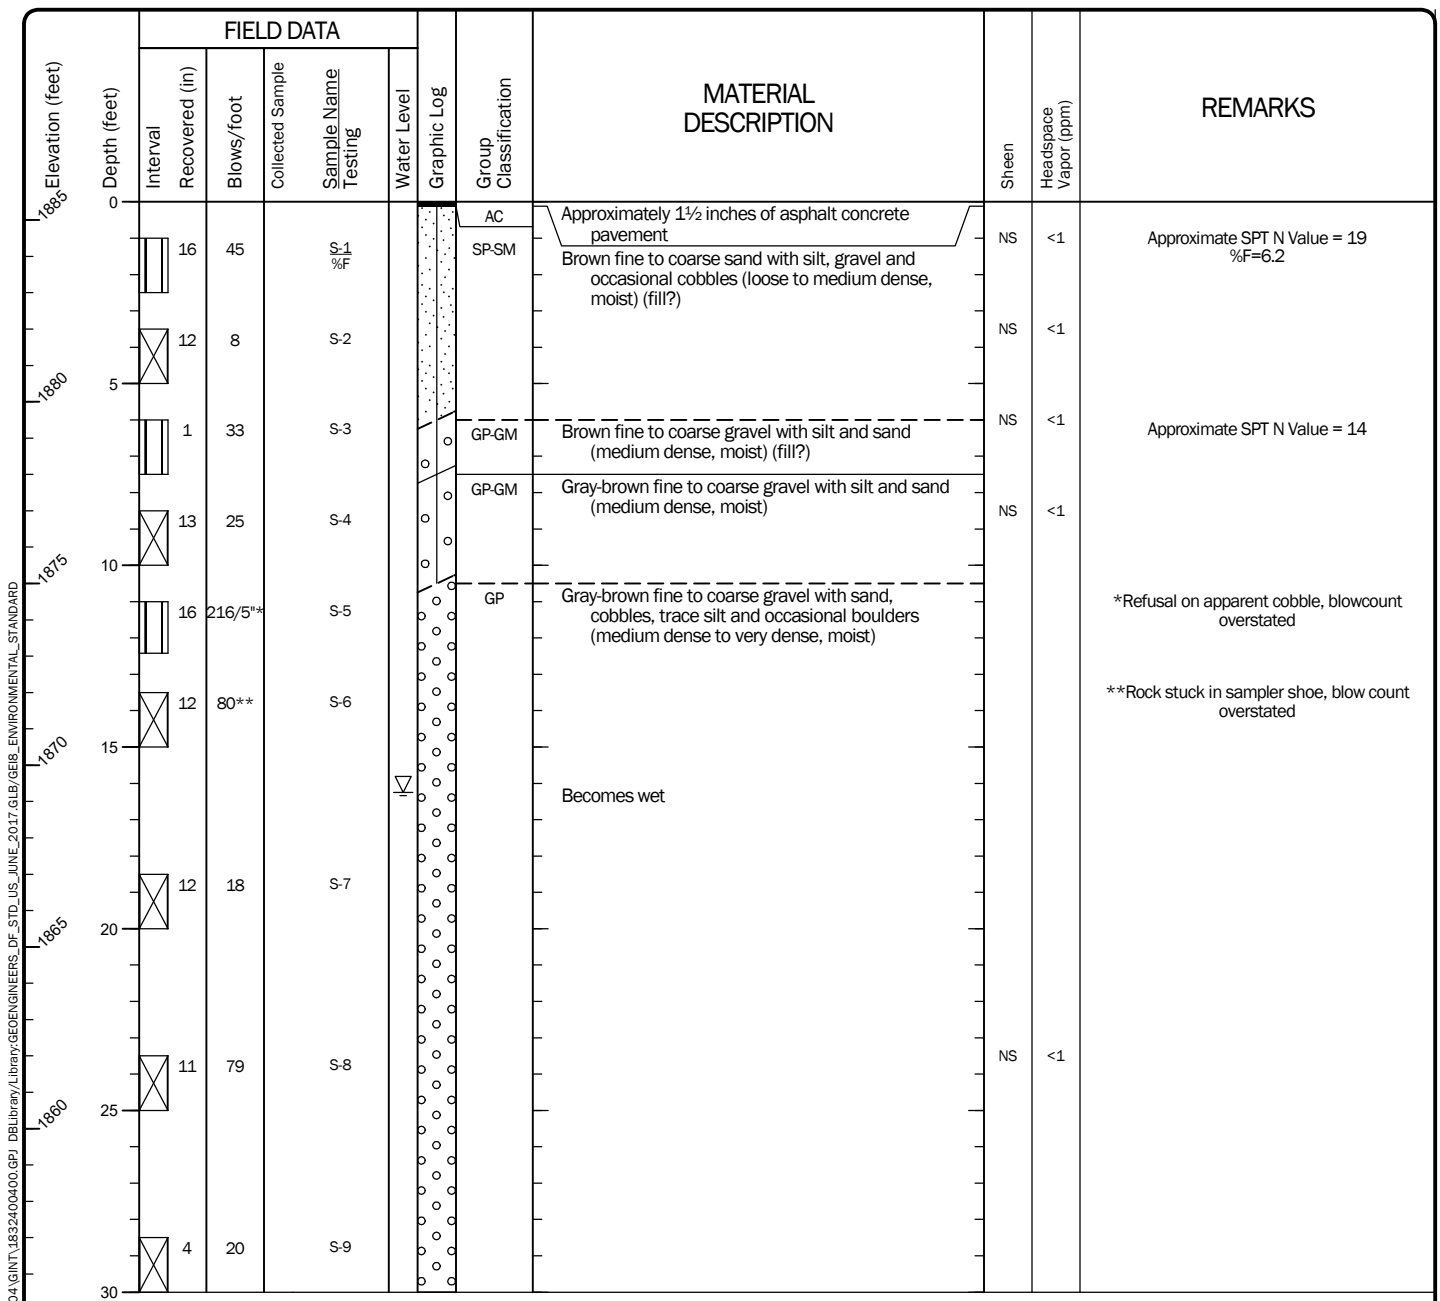 FIELD DATA
Elevation (feet)
Depth (feet)
Interval
Recovered (in)
Blows/foot
Collected Sample
Sample Name
Testing
Water Level
Graphic Log
Group
Classification
MATERIAL
DESCRIPTION
Sheen
Headspace
Vapor (ppm)
REMARKS
1885
0
AC
Approximately 1½ inches of asphalt concrete
pavement
16 45 S-1
%F
SP-SM
Brown fine to coarse sand with silt, gravel and
occasional cobbles (loose to medium dense,
moist) (fill?)
NS <1
Approximate SPT N Value = 19
%F=6.2
12 8 S-2
NS <1
1880
5
1 33 S-3
GP-GM
Brown fine to coarse gravel with silt and sand
(medium dense, moist) (fill?)
NS <1
Approximate SPT N Value = 14
GP-GM
Gray-brown fine to coarse gravel with silt and sand
(medium dense, moist)
13 25 S-4
NS <1
1875
10
16 216/5"* S-5
GP
Gray-brown fine to coarse gravel with sand,
cobbles, trace silt and occasional boulders
(medium dense to very dense, moist)
*Refusal on apparent cobble, blowcount
overstated
12 80** S-6
**Rock stuck in sampler shoe, blow count
overstated
1870
15
Becomes wet
12 18 S-7
1865
20
11 79 S-8
NS <1
1860
25
4 20 S-9
30
04\GINT\1832400400.GPJ DBLibrary/Library:GEOENGINEERS_DF_STD_US_JUNE_2017.GLB/GEI8_ENVIRONMENTAL_STANDARD